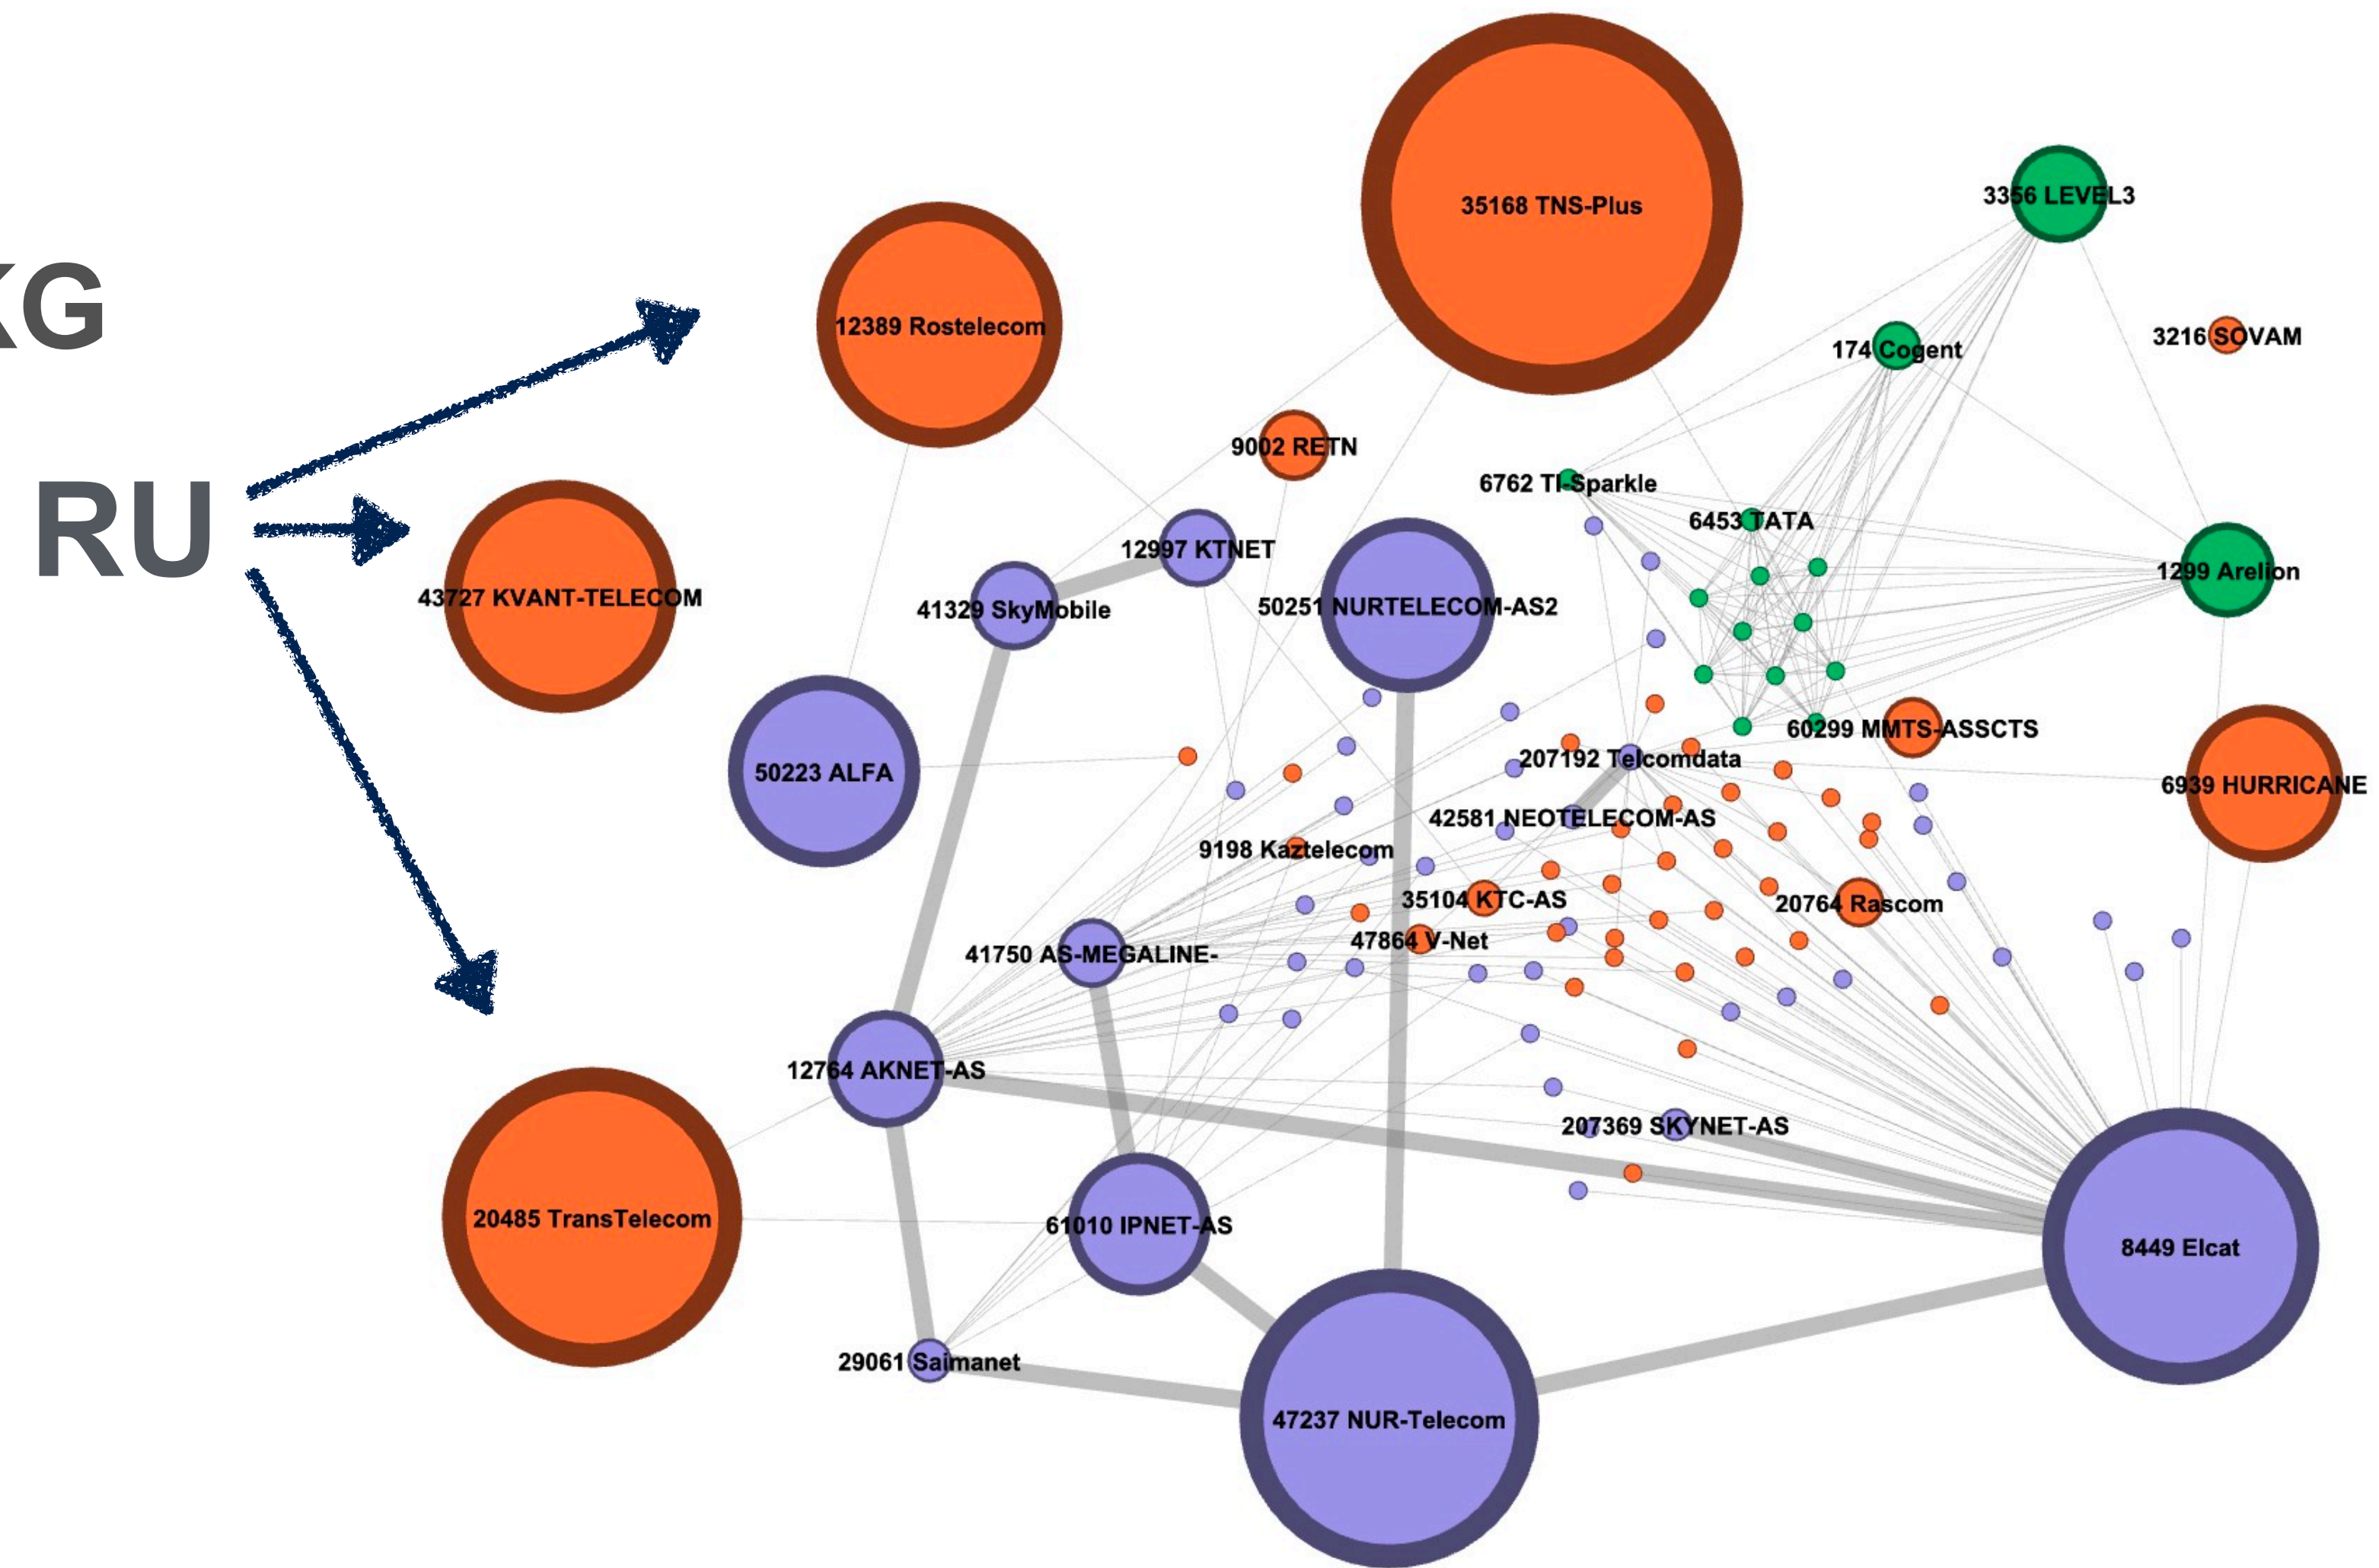 KG
RU
35168 TNS-Plus
3356 LEVEL3
12389 Rostelecom
174 Cogent
3216 SOVAM
9002 RETN
6762 TI-Sparkle
6453 TATA
12997 KTNET
1299 Arelion
43727 KVANT-TELECOM
41329 SkyMobile
50251 NURTELECOM-AS2
60299 MMTS-ASSCTS
207192 Telcomdata
50223 ALFA
6939 HURRICANE
42581 NEOTELECOM-AS
9198 Kaztelecom
35104 KTC-AS
20764 Rascom
47864 V-Net
41750 AS-MEGALINE-
12764 AKNET-AS
207369 SKYNET-AS
20485 TransTelecom
61010 IPNET-AS
8449 Elcat
29061 Saimanet
47237 NUR-Telecom